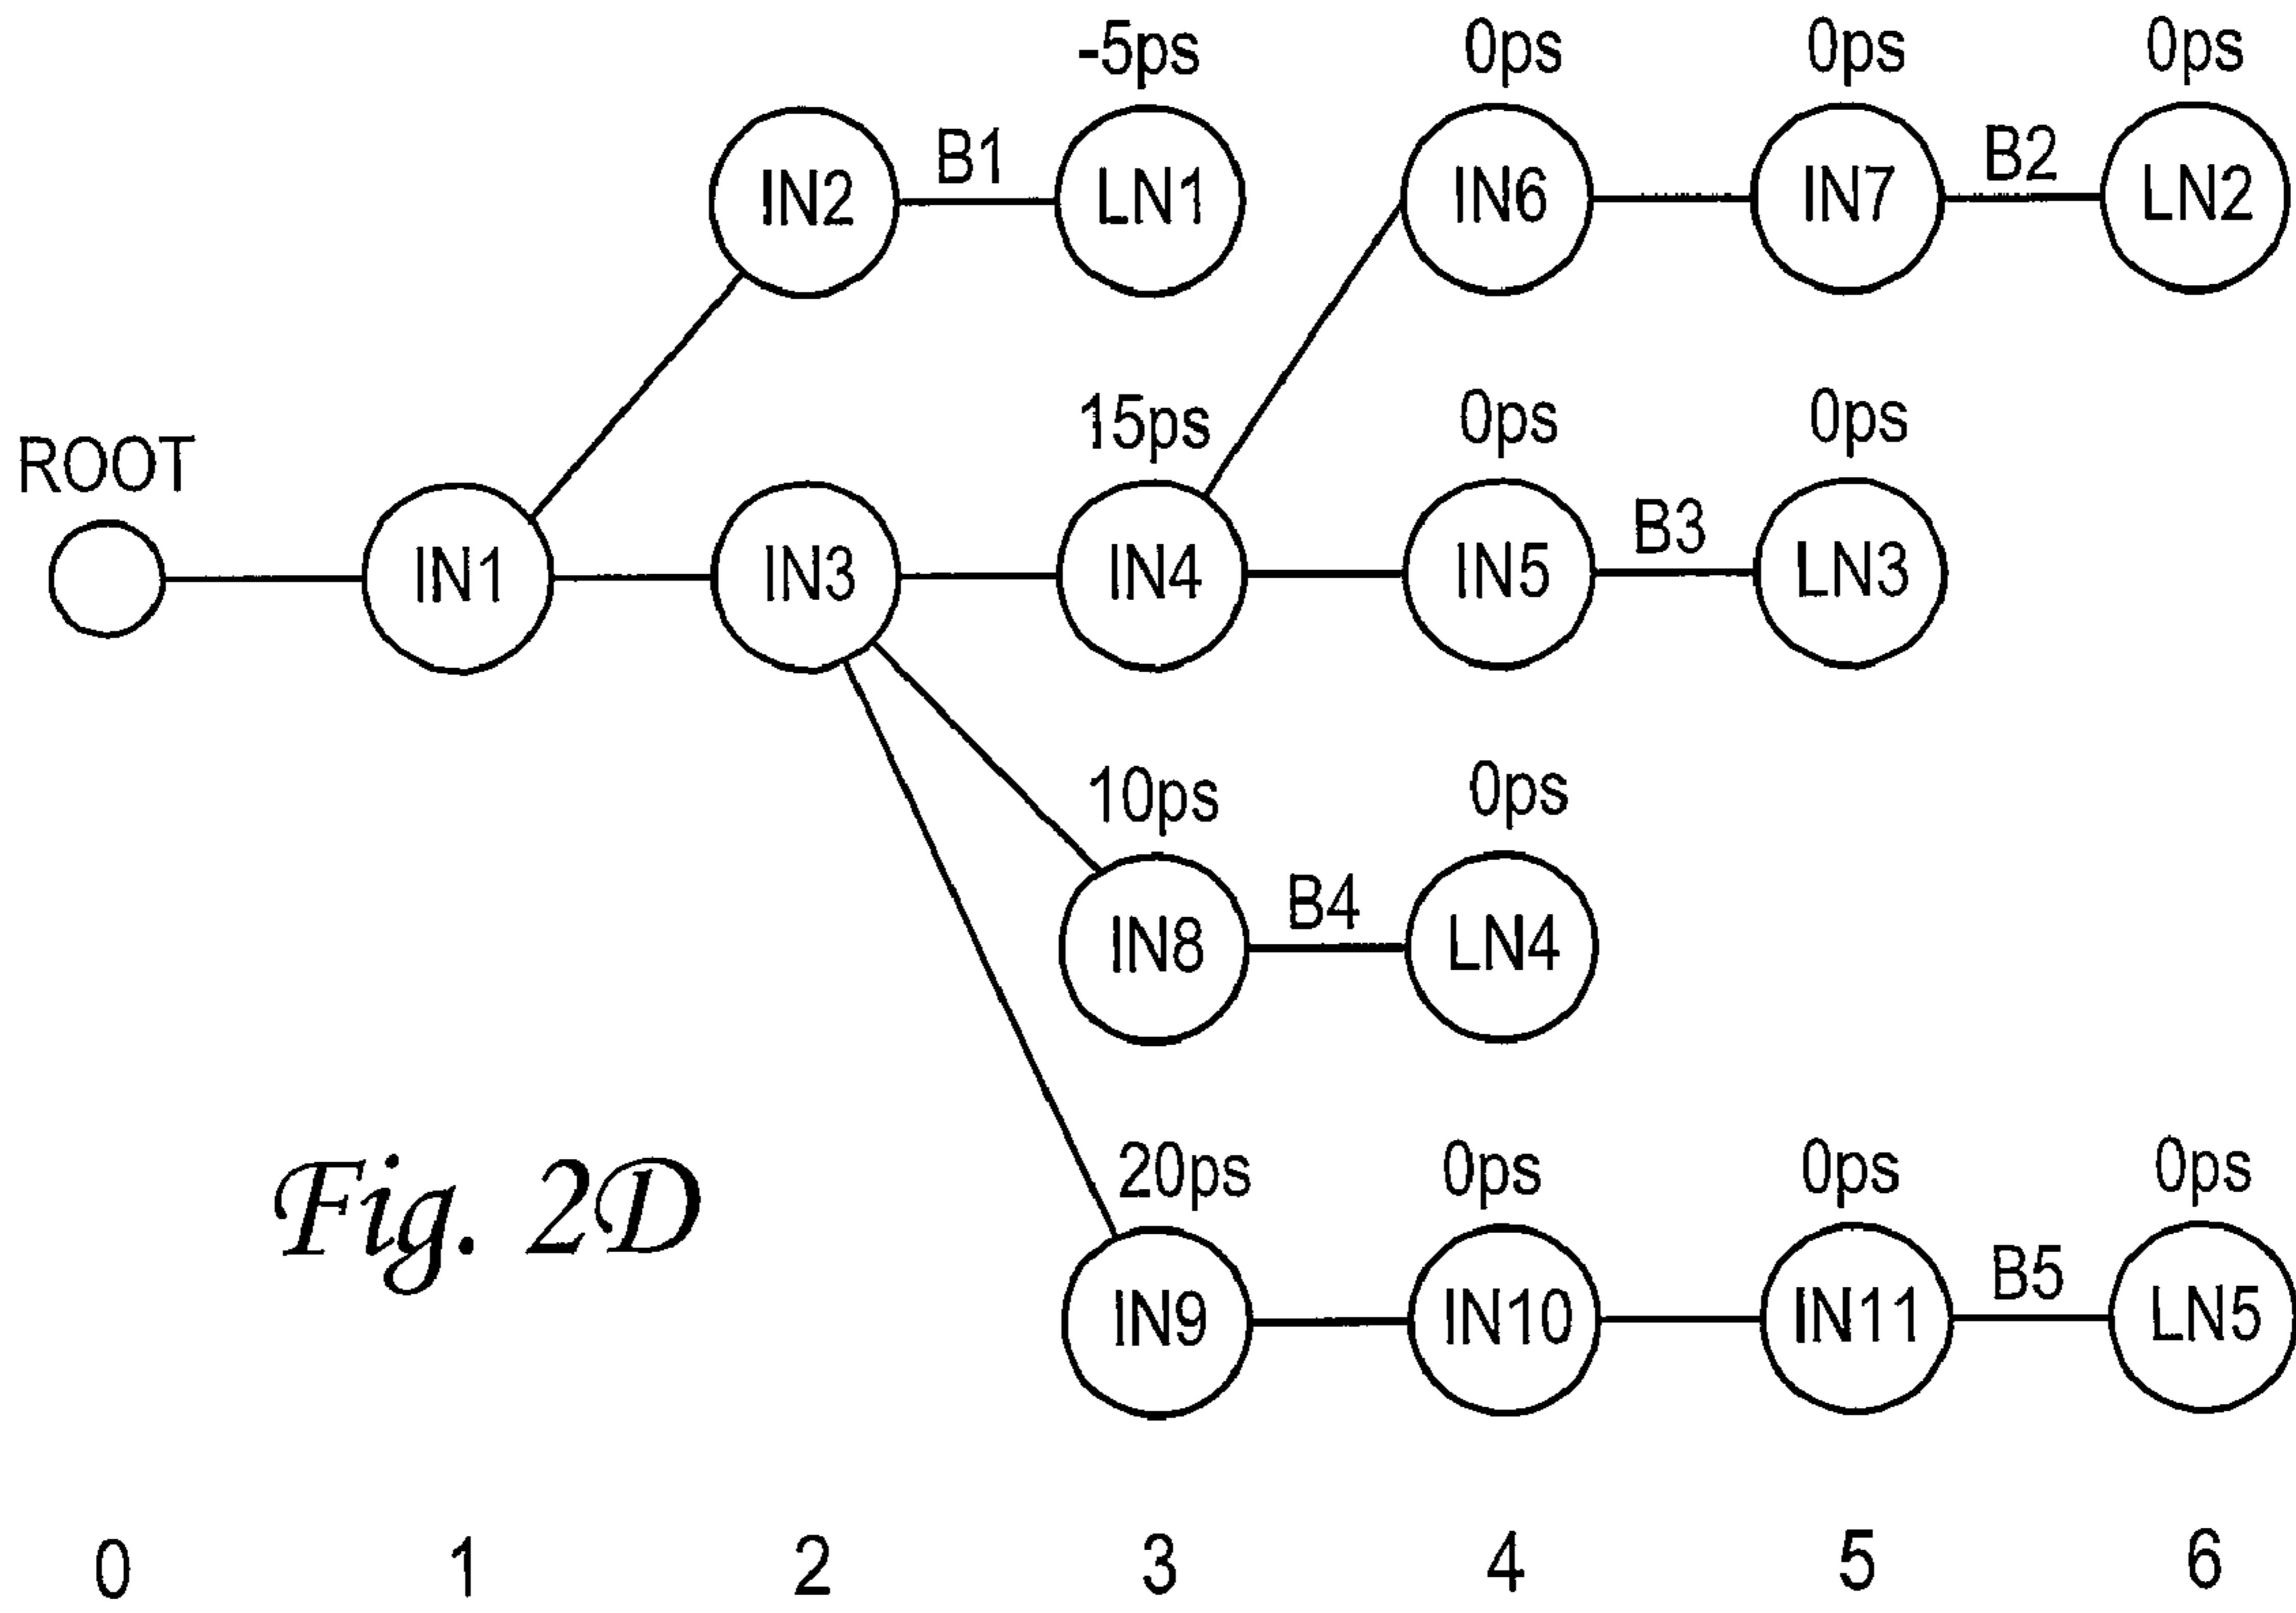 -5ps 0ps 0ps 0ps
IN2 B1 LN1 IN6 IN7 B2 LN2
15ps 0ps 0ps
ROOT
IN1 IN3 IN4 IN5 B3 LN3
10ps 0ps
IN8 B4 LN4
20ps 0ps 0ps 0ps
Fig. 2D
IN9 IN10 IN11 B5 LN5
0 1 2 3 4 5 6